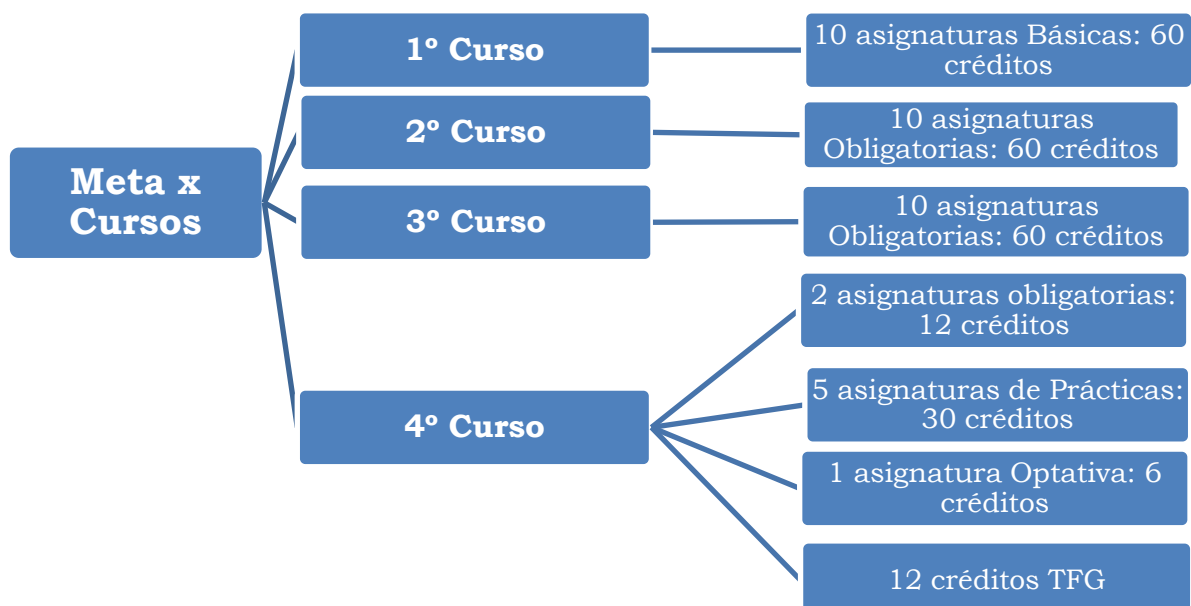 Meta x
Cursos
1º Curso
10 asignaturas Básicas: 60
créditos
2º Curso
10 asignaturas
Obligatorias: 60 créditos
3º Curso
10 asignaturas
Obligatorias: 60 créditos
4º Curso
2 asignaturas obligatorias:
12 créditos
5 asignaturas de Prácticas:
30 créditos
1 asignatura Optativa: 6
créditos
12 créditos TFG